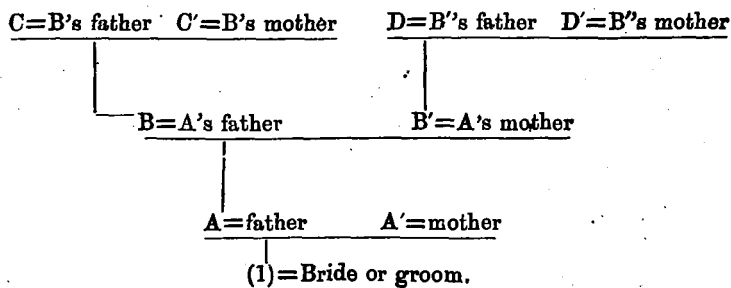 C=B's father C′=B's mother D=B′'s father D′=B′'s mother
B=A's father B′=A's mother
A=father A′=mother
(1)=Bride or groom.